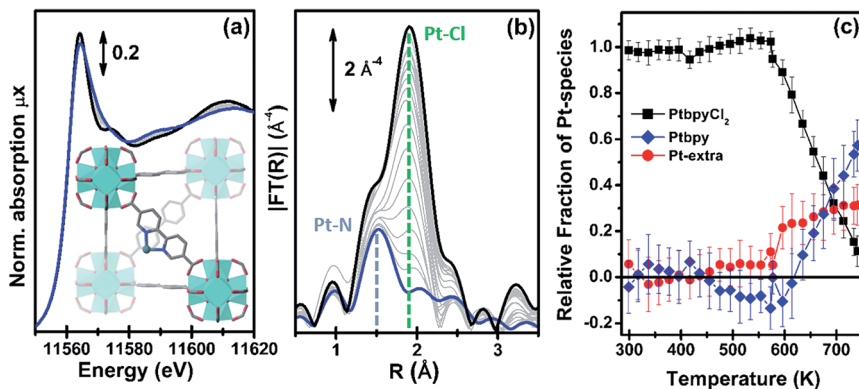 (a)
0.2
Norm. absorption μx
11560 11580 11600 11620
Energy (eV)
(b)
Pt-Cl
2 Å-4
Pt-N
|FT(R)| (Å-4)
1 2 3
R (Å)
(c)
1.0
0.8
0.6
0.4
0.2
0.0
-0.2
PtbpyCl2
Ptbpy
Pt-extra
Relative Fraction of Pt-species
300 400 500 600 700
Temperature (K)